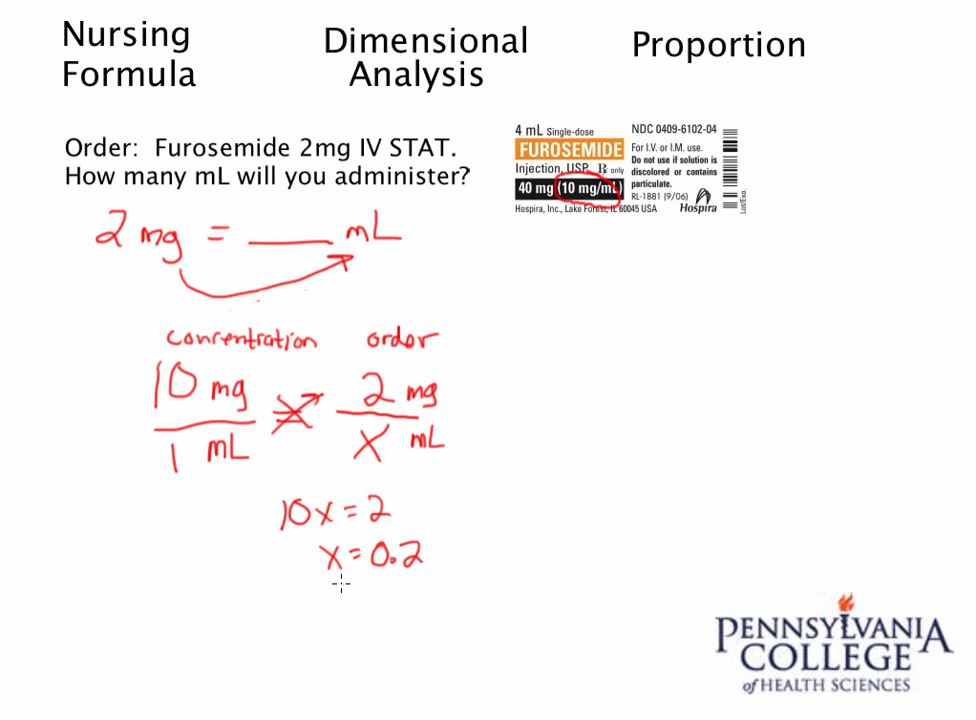 Nursing
Formula
Dimensional
Analysis
Proportion
Order: Furosemide 2mg IV STAT.
How many mL will you administer?
4 mL Single-dose
FUROSEMIDE
Injection, USP ℞ only
40 mg (10 mg/mL)
Hospira, Inc., Lake Forest, IL 60045 USA
NDC 0409-6102-04
For I.V. or I.M. use.
Do not use if solution is
discolored or contains
particulate.
RL-1881 (9/06)
Hospira
Lot/Exp.
2 mg = ____ mL
concentration order
10 mg = 2 mg
1 mL X mL
10x = 2
x = 0.2
PENNSYLVANIA
COLLEGE
of HEALTH SCIENCES